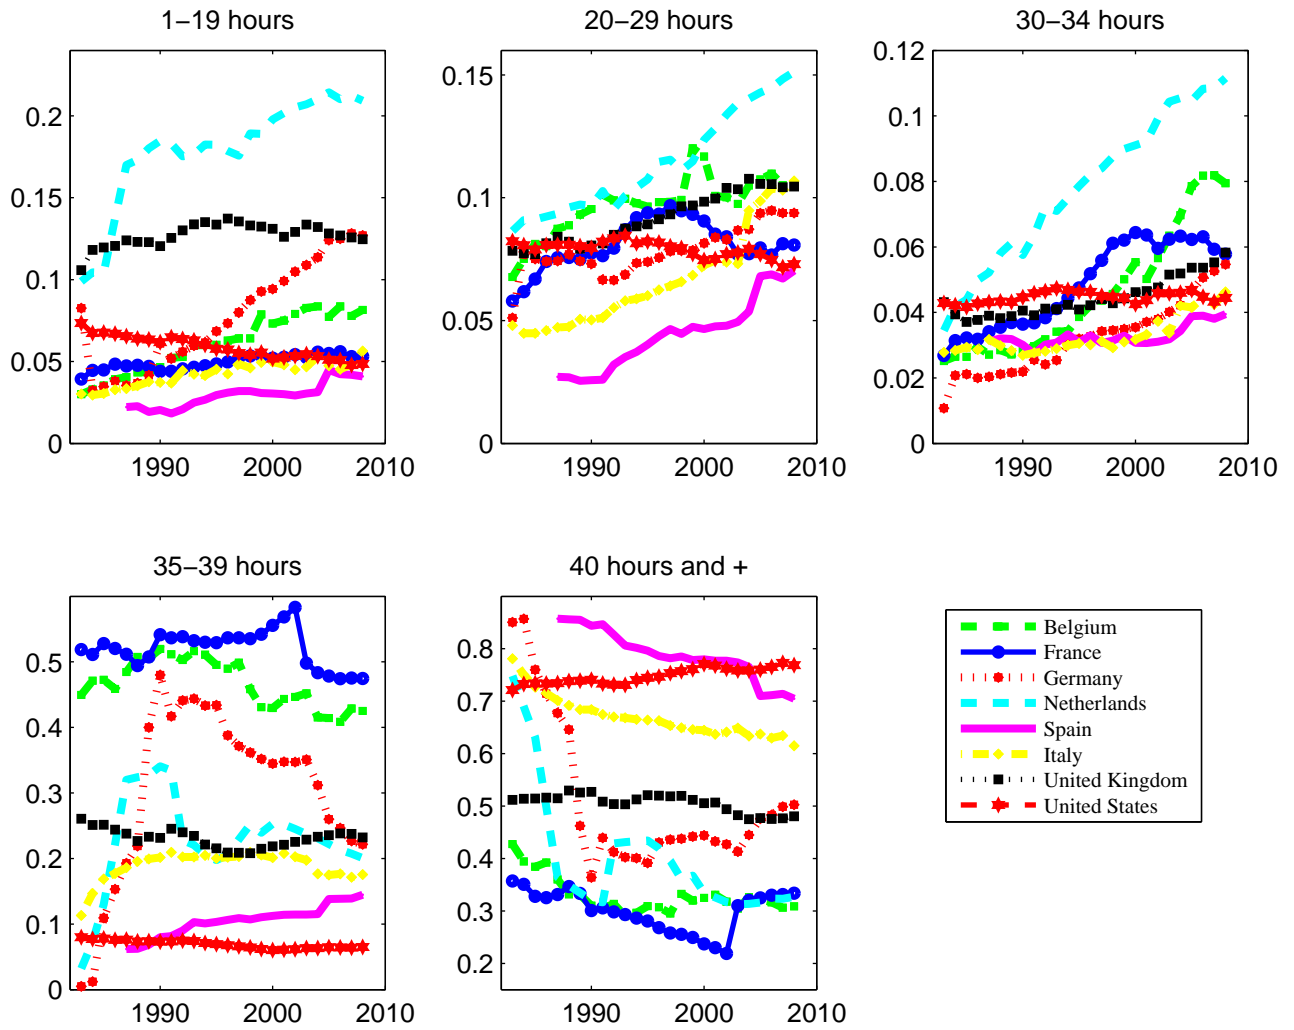 1−19 hours
0.2
0.15
0.1
0.05
0
1990 2000 2010
20−29 hours
0.15
0.1
0.05
0
1990 2000 2010
30−34 hours
0.12
0.1
0.08
0.06
0.04
0.02
0
1990 2000 2010
35−39 hours
0.5
0.4
0.3
0.2
0.1
0
1990 2000 2010
40 hours and +
0.8
0.7
0.6
0.5
0.4
0.3
0.2
1990 2000 2010
Belgium
France
Germany
Netherlands
Spain
Italy
United Kingdom
United States